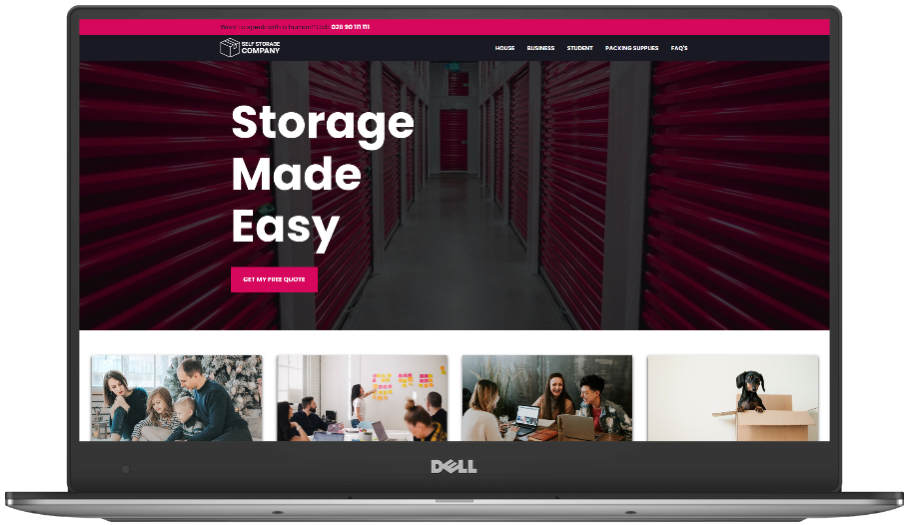 Want to speak with a human? Call 028 90 111 111
SELF STORAGE
COMPANY
HOUSE BUSINESS STUDENT PACKING SUPPLIES FAQ'S
Storage
Made
Easy
GET MY FREE QUOTE
DELL